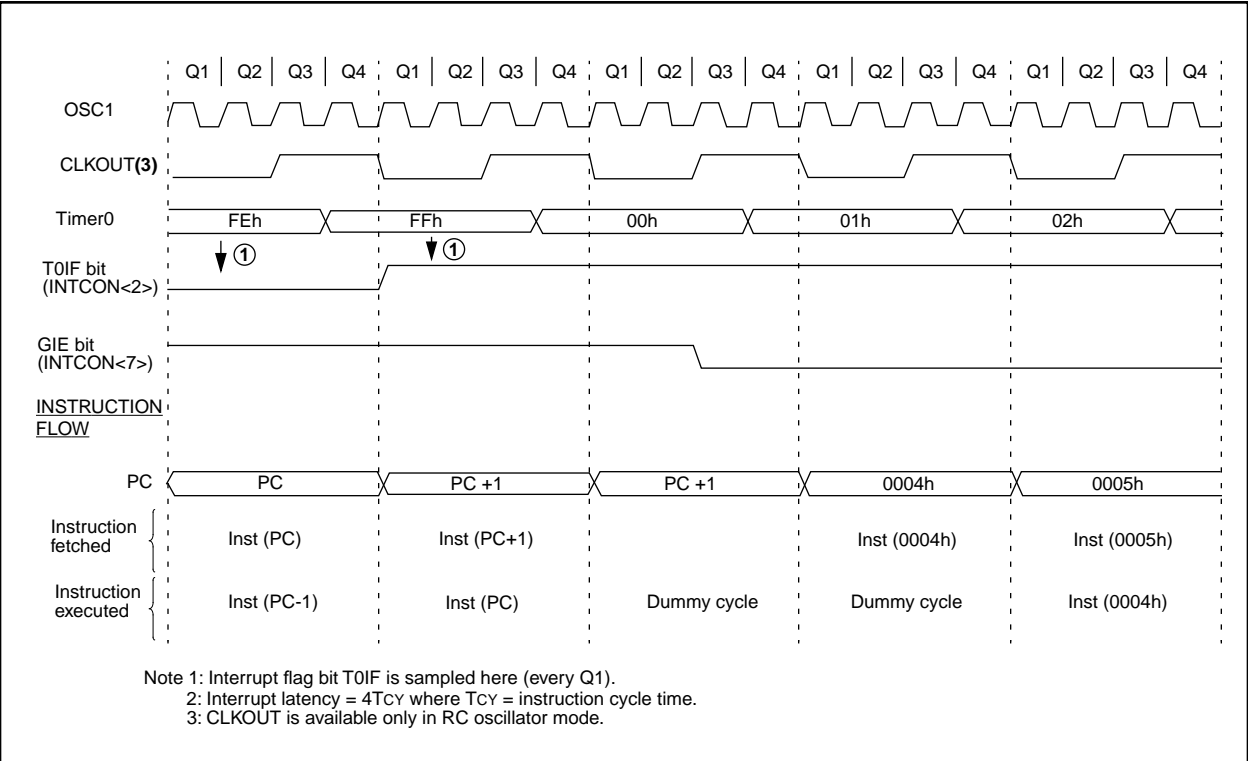 Q1 Q2 Q3 Q4 Q1 Q2 Q3 Q4 Q1 Q2 Q3 Q4 Q1 Q2 Q3 Q4 Q1 Q2 Q3 Q4
OSC1
CLKOUT(3)
Timer0 FEh FFh 00h 01h 02h
1 1
T0IF bit
(INTCON<2>)
GIE bit
(INTCON<7>)
INSTRUCTION
FLOW
PC PC PC +1 PC +1 0004h 0005h
Instruction
fetched
Inst (PC) Inst (PC+1) Inst (0004h) Inst (0005h)
Instruction
executed
Inst (PC-1) Inst (PC) Dummy cycle Dummy cycle Inst (0004h)
Note 1: Interrupt flag bit T0IF is sampled here (every Q1).
2: Interrupt latency = 4TCY where TCY = instruction cycle time.
3: CLKOUT is available only in RC oscillator mode.